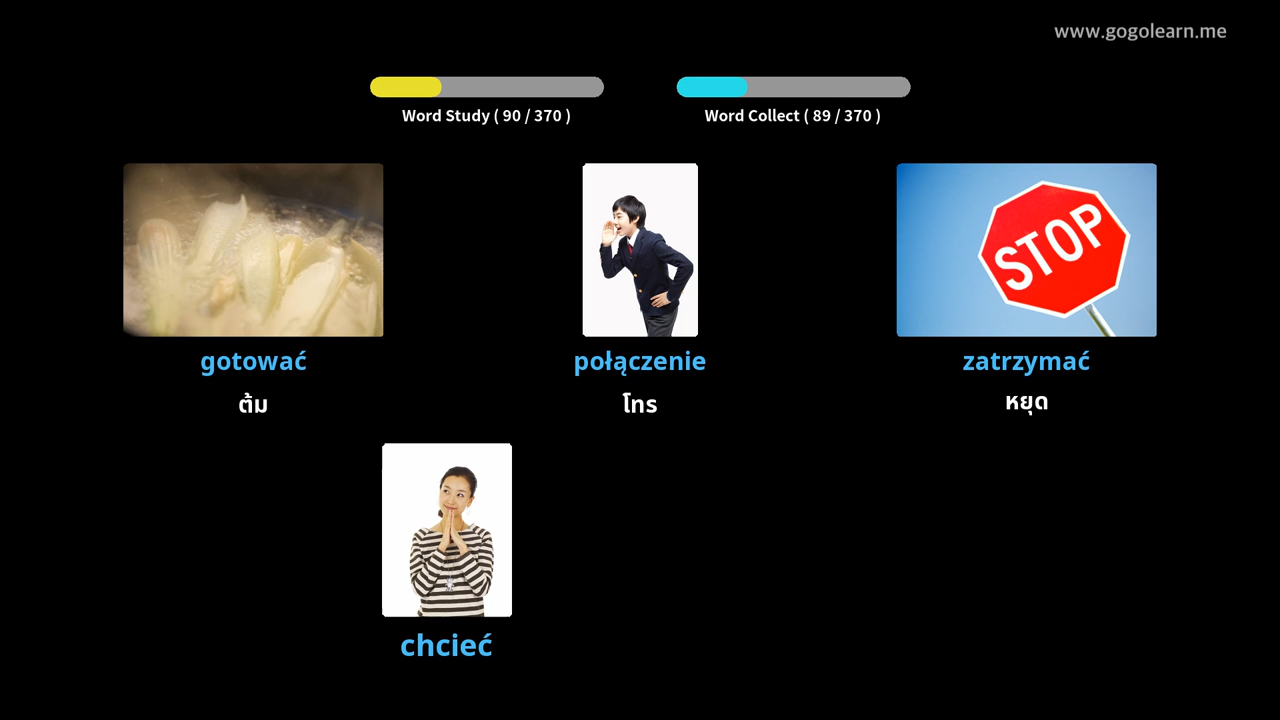 www.gogolearn.me
Word Study ( 90 / 370 )
Word Collect ( 89 / 370 )
STOP
gotować
połączenie
zatrzymać
ต้ม
โทร
หยุด
chcieć